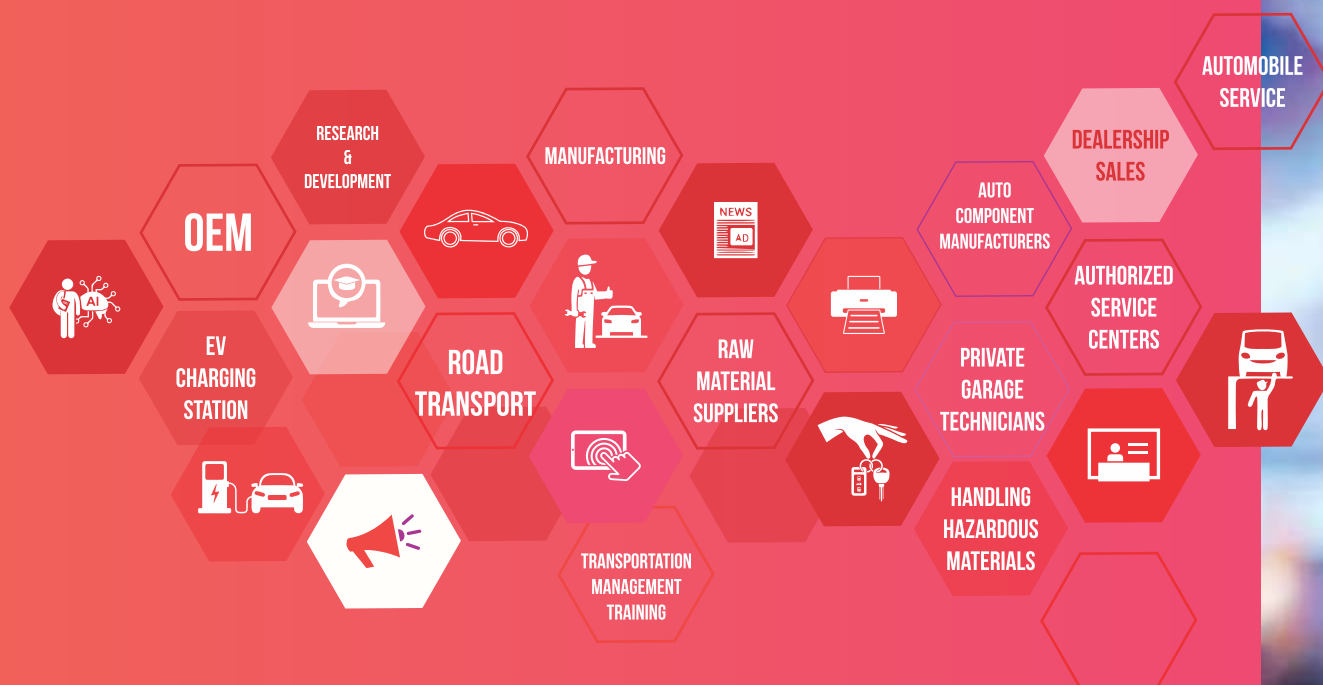 AUTOMOBILE
SERVICE
RESEARCH
&
DEVELOPMENT
MANUFACTURING
DEALERSHIP
SALES
OEM
NEWS
AD
AUTO
COMPONENT
MANUFACTURERS
AI
AUTHORIZED
SERVICE
CENTERS
EV
CHARGING
STATION
ROAD
TRANSPORT
RAW
MATERIAL
SUPPLIERS
PRIVATE
GARAGE
TECHNICIANS
HANDLING
HAZARDOUS
MATERIALS
TRANSPORTATION
MANAGEMENT
TRAINING